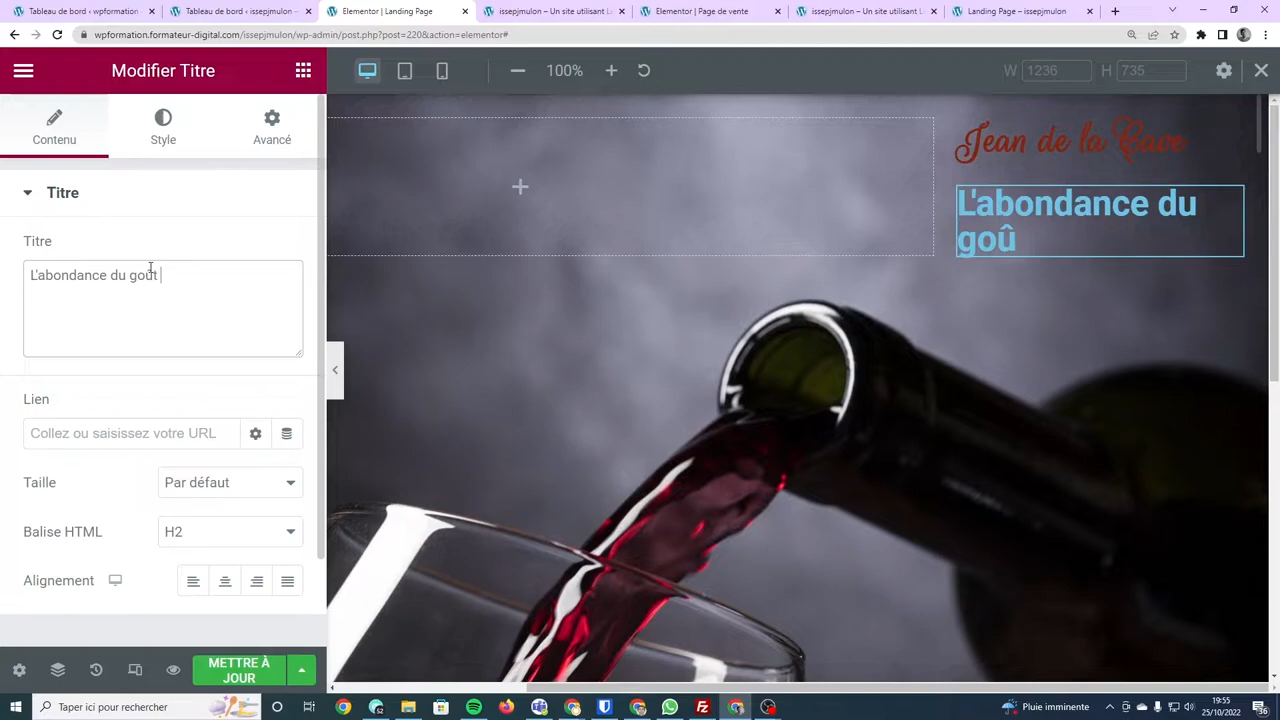 Tableau de bord ‹ wpformation
Tableau de bord ‹ issepjmulon
Elementor | Landing Page
issepjmulon – Un site utilisant L
Elementor | Page de vente
issepjmulon – Un site utilisant L
Landing Page – issepjmulon
wpformation.formateur-digital.com/issepjmulon/wp-admin/post.php?post=220&action=elementor#
Modifier Titre
100%
W 1236 H 735
Contenu
Style
Avancé
Jean de la Cave
L'abondance du
goû
Titre
Titre
L'abondance du goût
Lien
Collez ou saisissez votre URL
Taille
Par défaut
Balise HTML
H2
Alignement
METTRE À
JOUR
Taper ici pour rechercher
Pluie imminente
19:55
25/10/2022